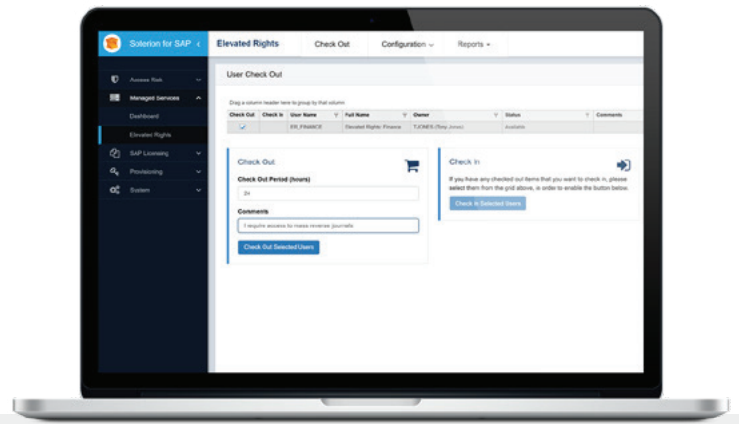 Soterion for SAP
Elevated Rights
Check Out
Configuration
Reports
Access Risk
Managed Services
Dashboard
Elevated Rights
SAP Licensing
Provisioning
System
User Check Out
Drag a column header here to group by that column
Check Out Check In User Name Full Name Owner Status Comments
ER_FINANCE Elevated Rights: Finance TJONES (Timp Jones) Available
Check Out
Check Out Period (hours)
24
Comments
I require access to mass reverse journals
Check Out Selected Users
Check In
If you have any checked out items that you want to check in, please
select them from the grid above, in order to enable the button below.
Check In Selected Users